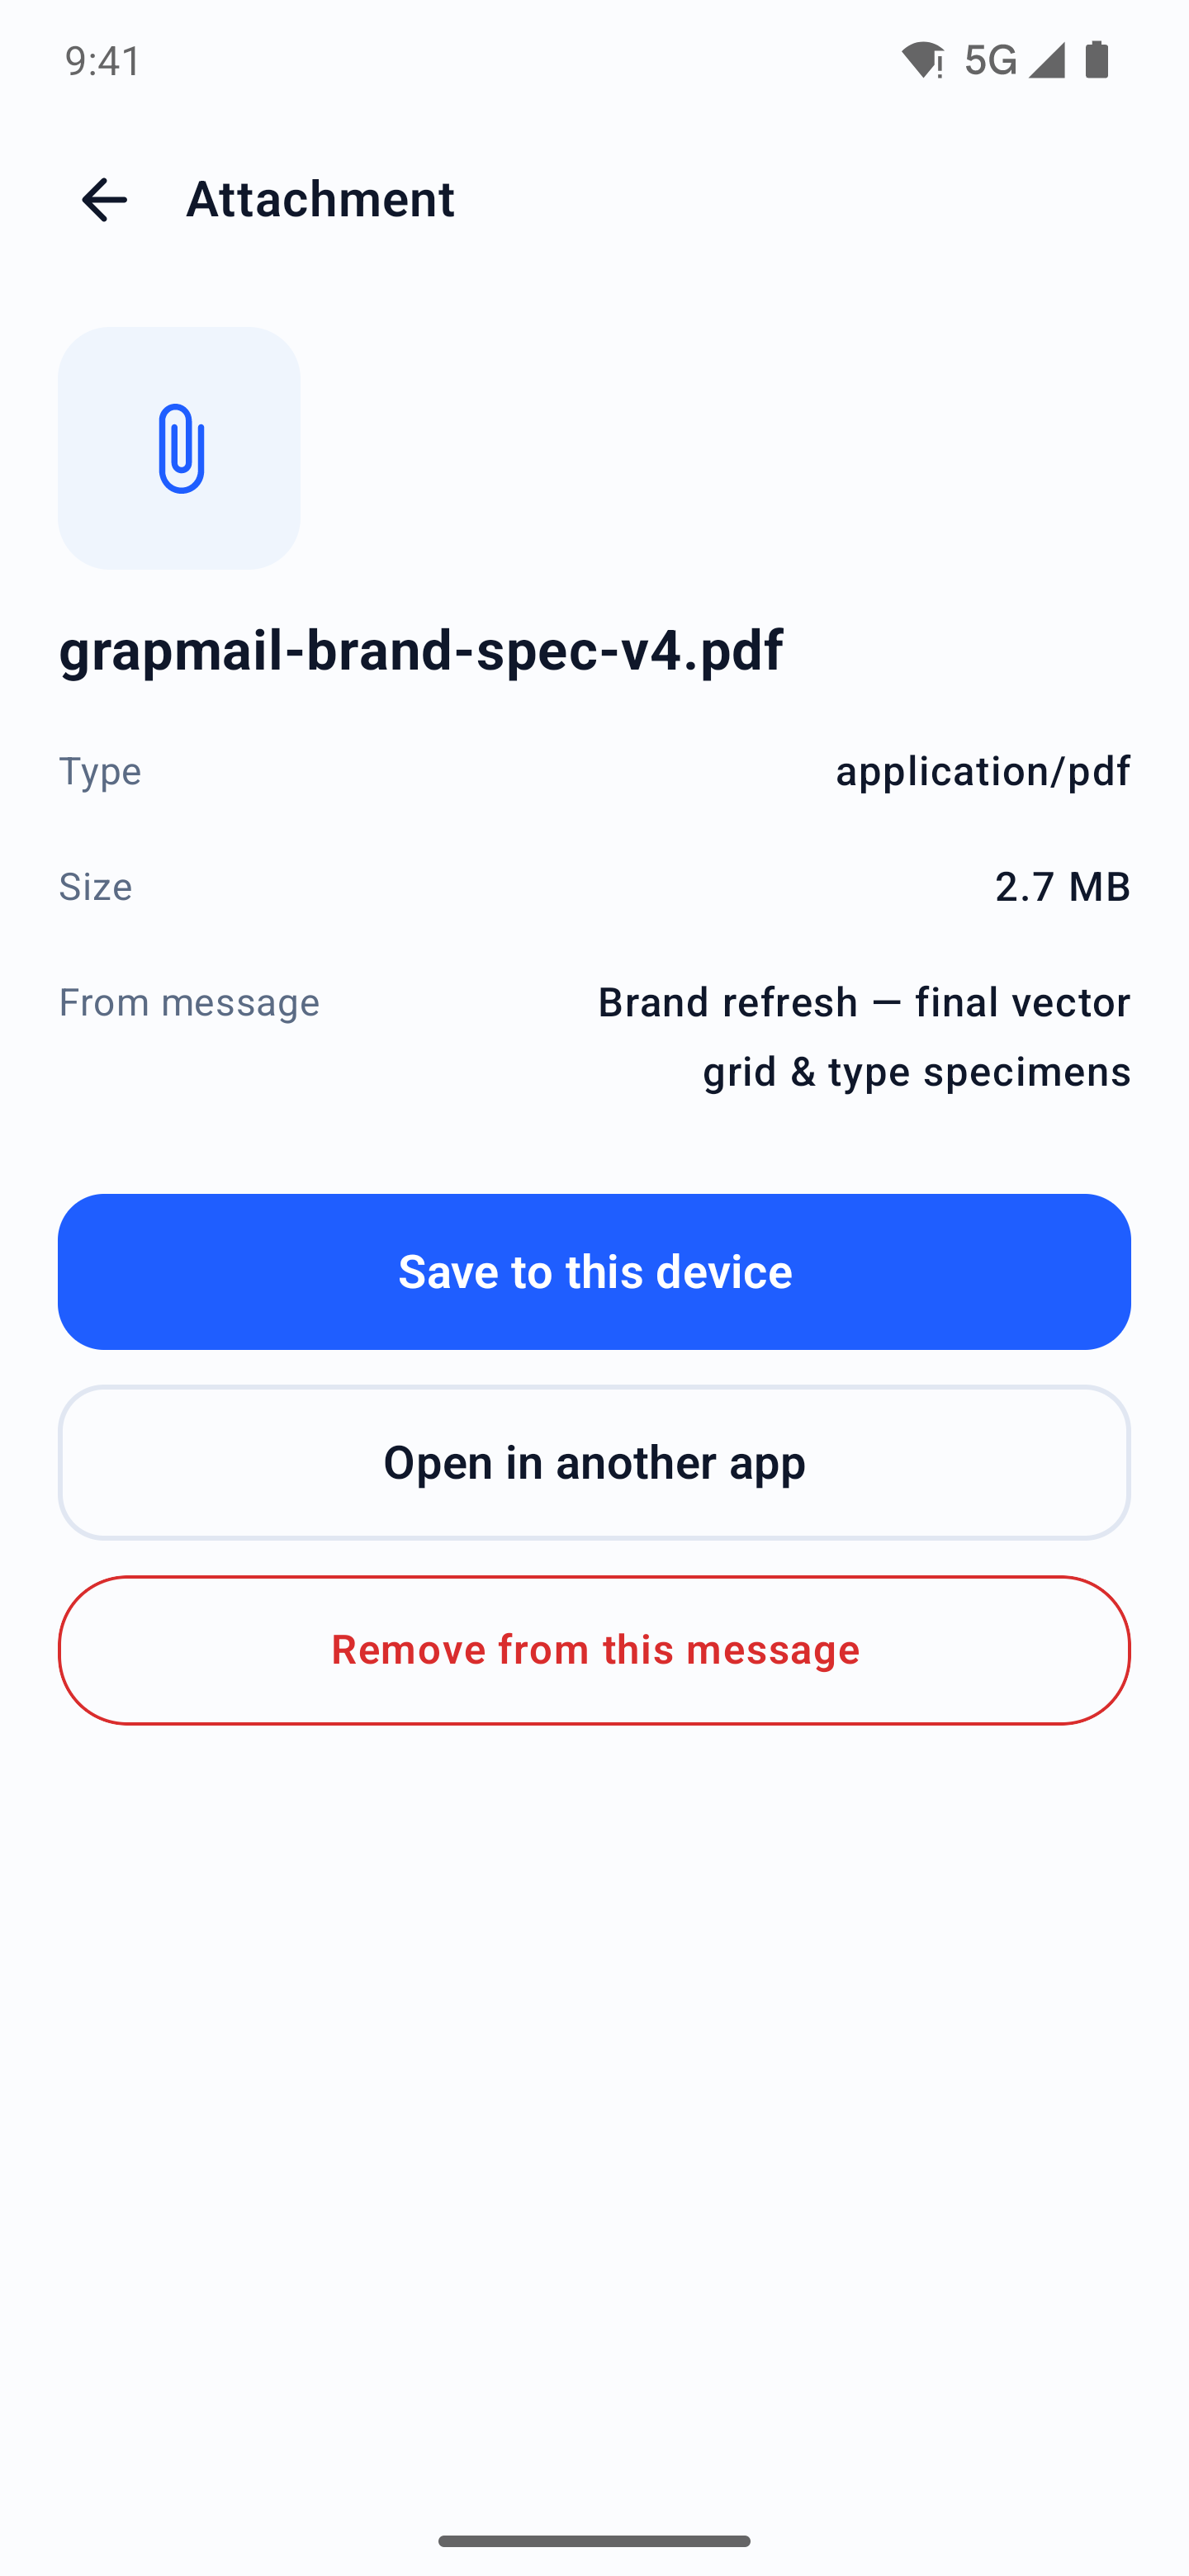 9:41
5G
Attachment
grapmail-brand-spec-v4.pdf
Type
application/pdf
Size
2.7 MB
From message
Brand refresh — final vector
grid & type specimens
Save to this device
Open in another app
Remove from this message